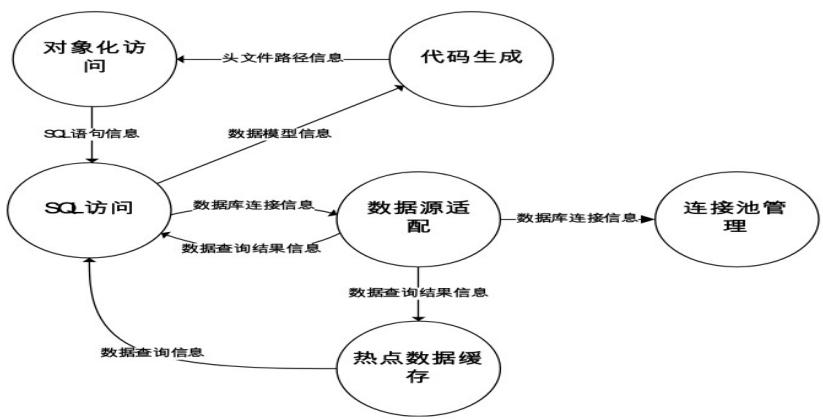 对象化访
问
头文件路径信息
代码生成
SQL语句信息
数据模型信息
SQL访问
数据库连接信息
数据查询结果信息
数据源适
配
数据库连接信息
连接池管
理
数据查询结果信息
数据查询信息
热点数据缓
存